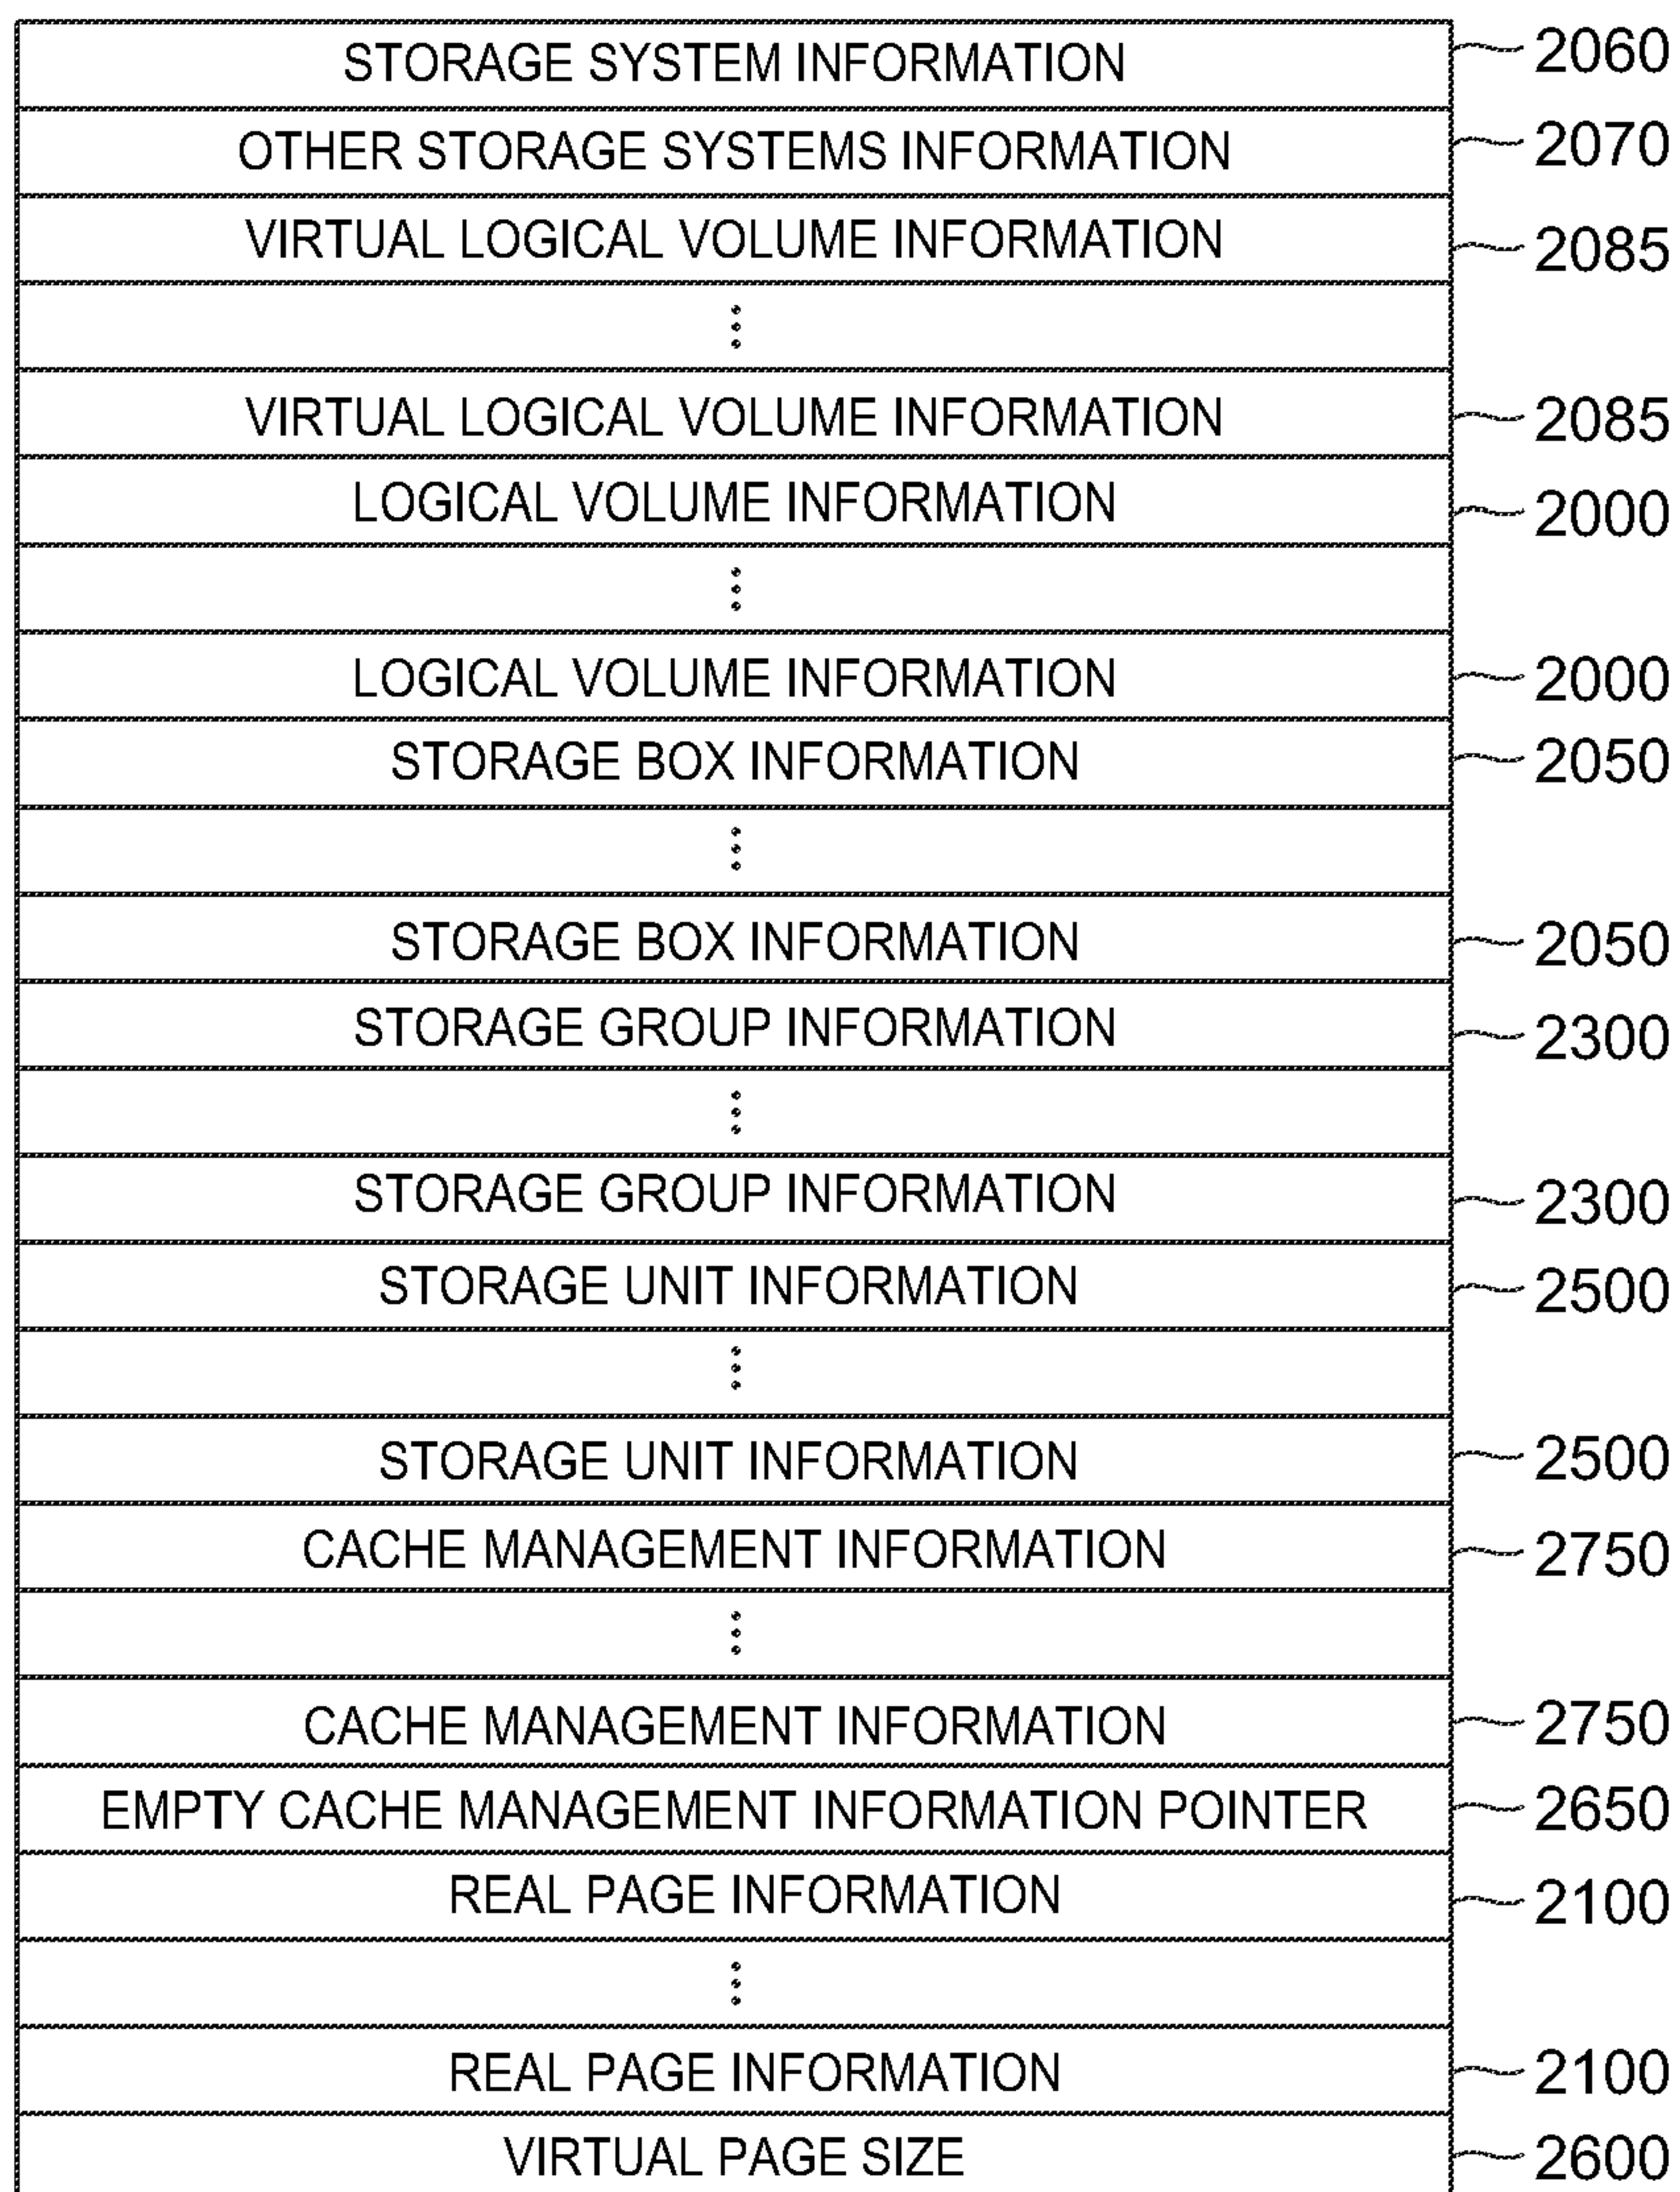 STORAGE SYSTEM INFORMATION 2060
OTHER STORAGE SYSTEMS INFORMATION 2070
VIRTUAL LOGICAL VOLUME INFORMATION 2085
⋮
VIRTUAL LOGICAL VOLUME INFORMATION 2085
LOGICAL VOLUME INFORMATION 2000
⋮
LOGICAL VOLUME INFORMATION 2000
STORAGE BOX INFORMATION 2050
⋮
STORAGE BOX INFORMATION 2050
STORAGE GROUP INFORMATION 2300
⋮
STORAGE GROUP INFORMATION 2300
STORAGE UNIT INFORMATION 2500
⋮
STORAGE UNIT INFORMATION 2500
CACHE MANAGEMENT INFORMATION 2750
⋮
CACHE MANAGEMENT INFORMATION 2750
EMPTY CACHE MANAGEMENT INFORMATION POINTER 2650
REAL PAGE INFORMATION 2100
⋮
REAL PAGE INFORMATION 2100
VIRTUAL PAGE SIZE 2600